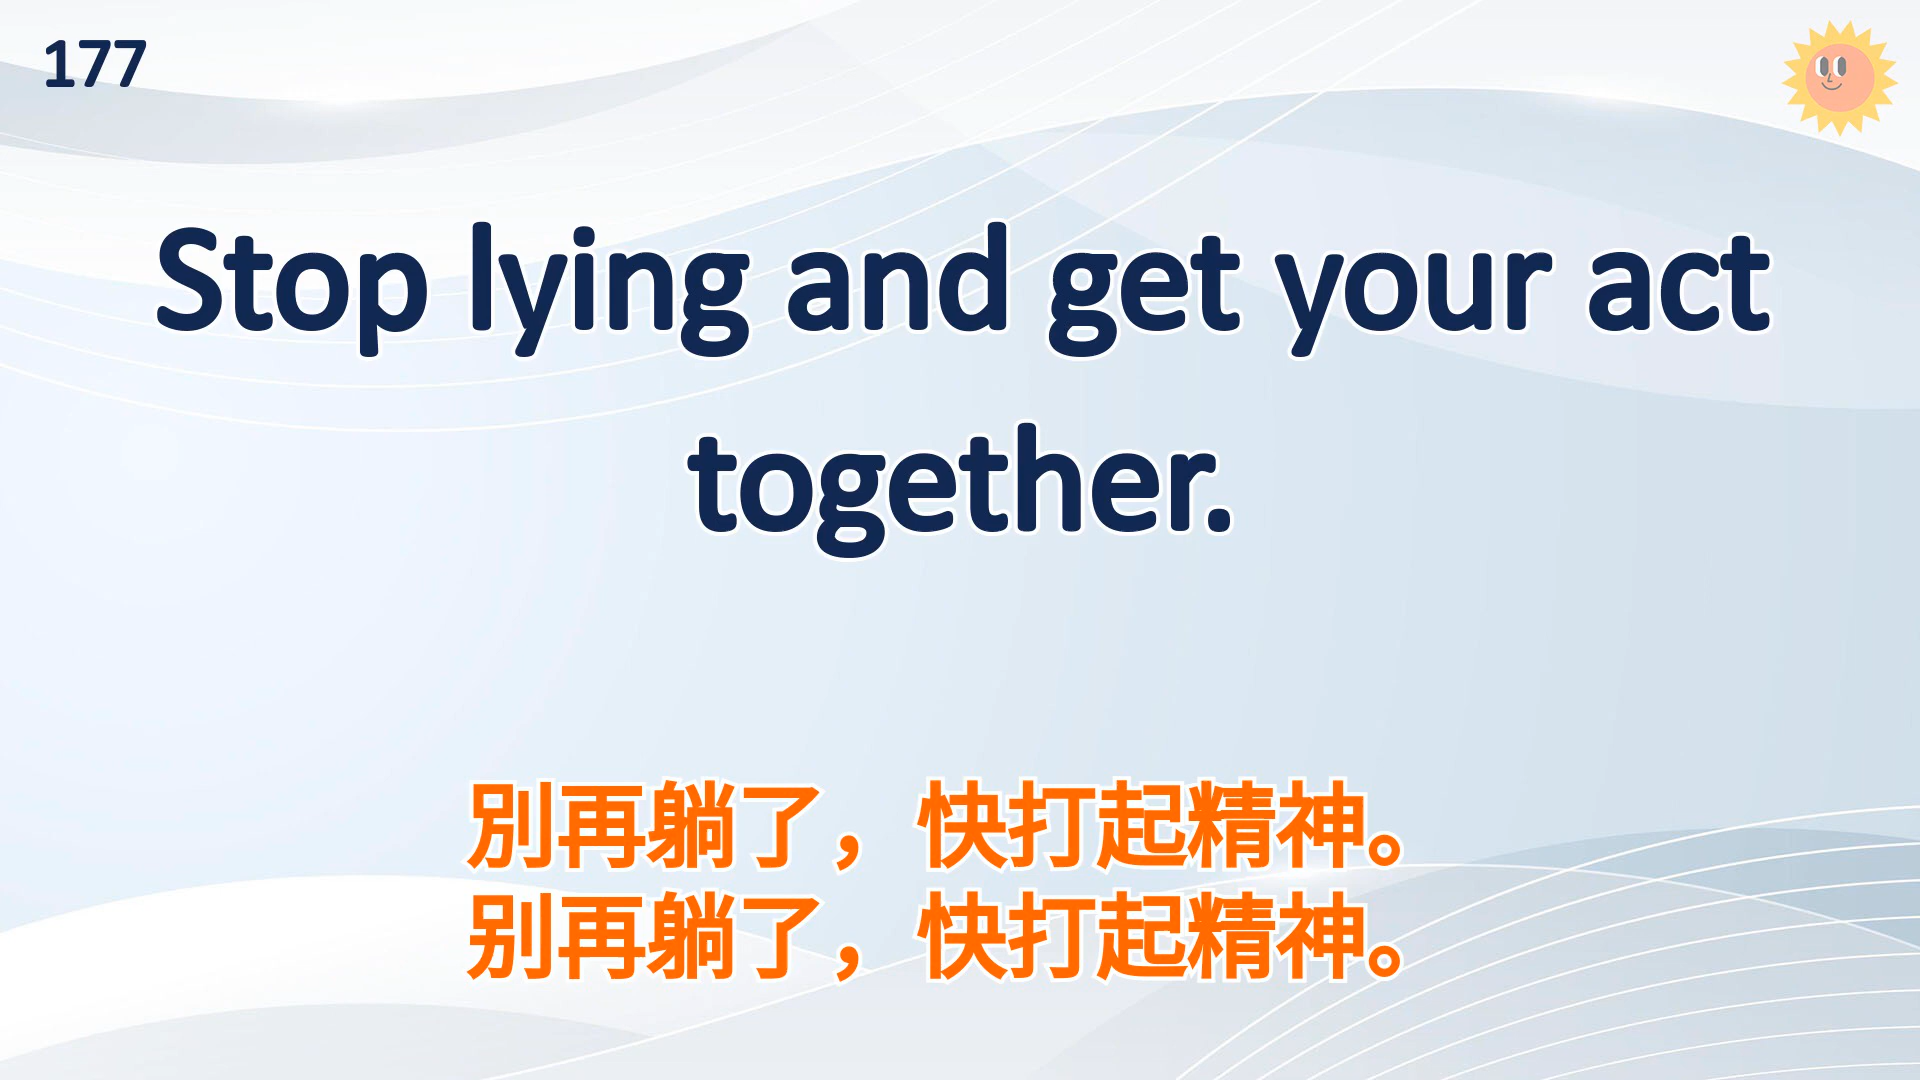 177
Stop lying and get your act
together.
別再躺了，快打起精神。
别再躺了，快打起精神。